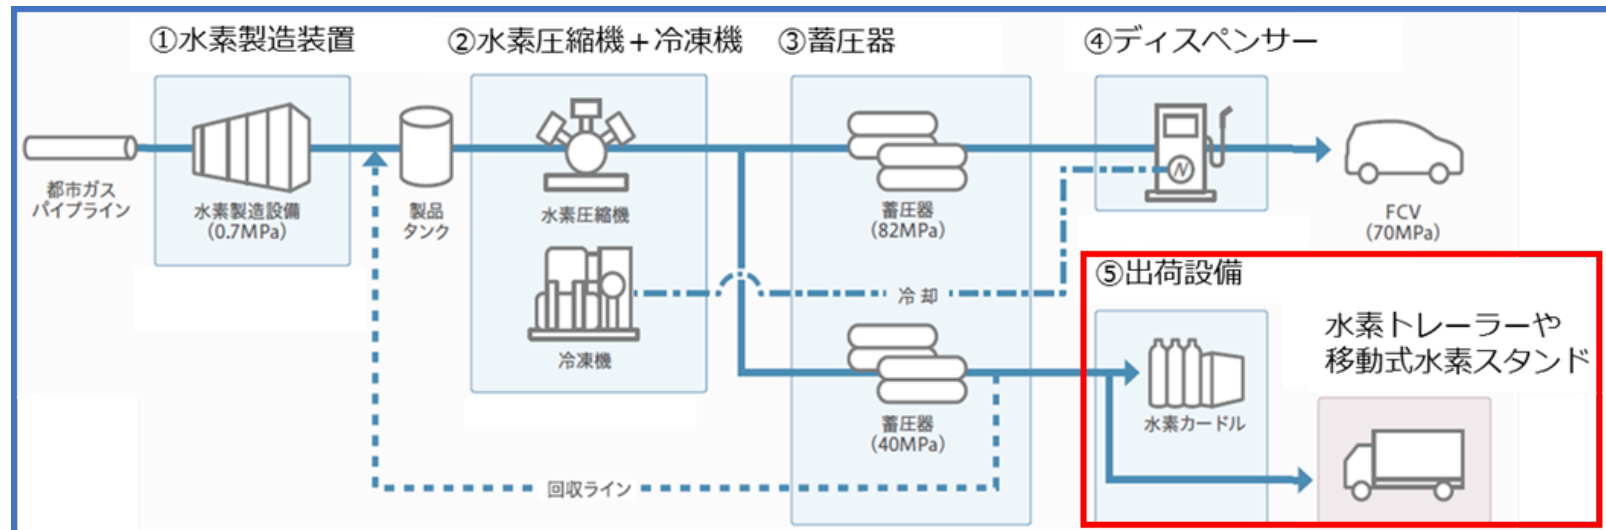 ①水素製造装置
②水素圧縮機＋冷凍機
③蓄圧器
④ディスペンサー
都市ガス
パイプライン
水素製造設備
(0.7MPa)
製品
タンク
水素圧縮機
冷凍機
蓄圧器
(82MPa)
N
FCV
(70MPa)
冷却
⑤出荷設備
水素トレーラーや
移動式水素スタンド
蓄圧器
(40MPa)
水素カードル
回収ライン